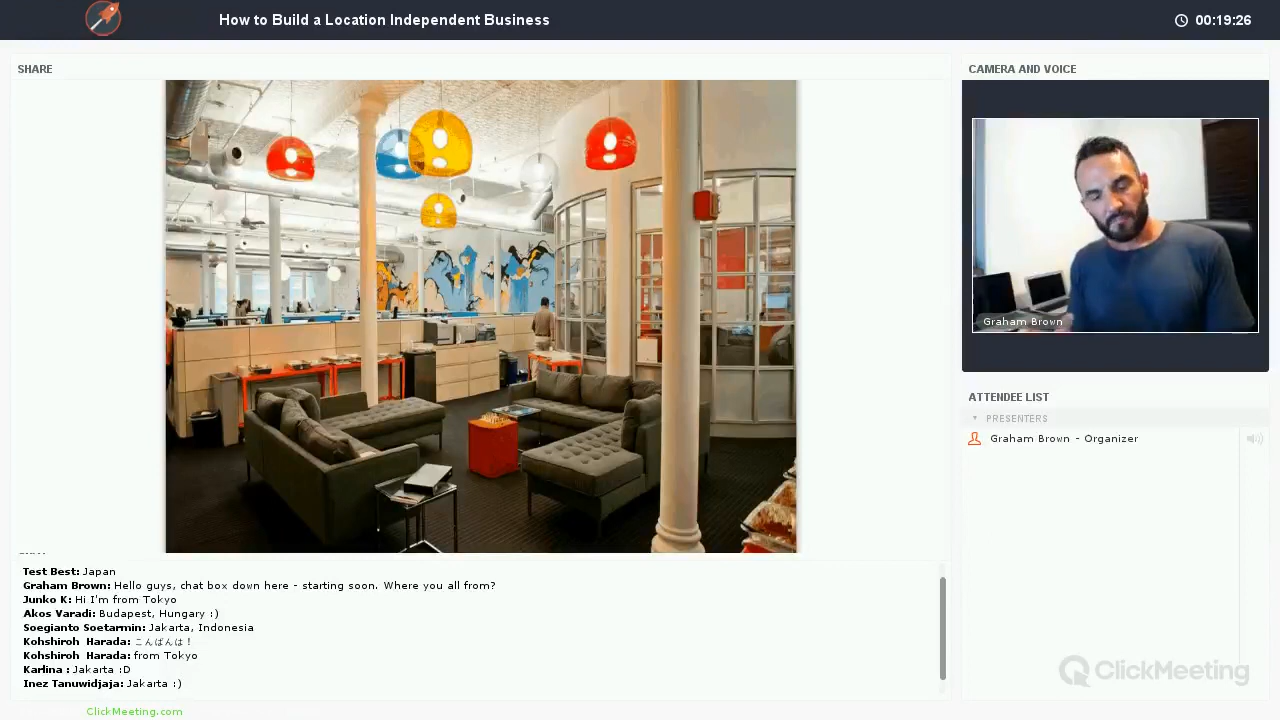 How to Build a Location Independent Business
00:19:26
SHARE
CAMERA AND VOICE
Graham Brown
ATTENDEE LIST
PRESENTERS
Graham Brown - Organizer
Test Best: Japan
Graham Brown: Hello guys, chat box down here - starting soon. Where you all from?
Junko K: Hi I'm from Tokyo
Akos Varadi: Budapest, Hungary :)
Soegianto Soetarmin: Jakarta, Indonesia
Kohshiroh Harada: こんばんは！
Kohshiroh Harada: from Tokyo
Karlina : Jakarta :D
Inez Tanuwidjaja: Jakarta :)
ClickMeeting
ClickMeeting.com